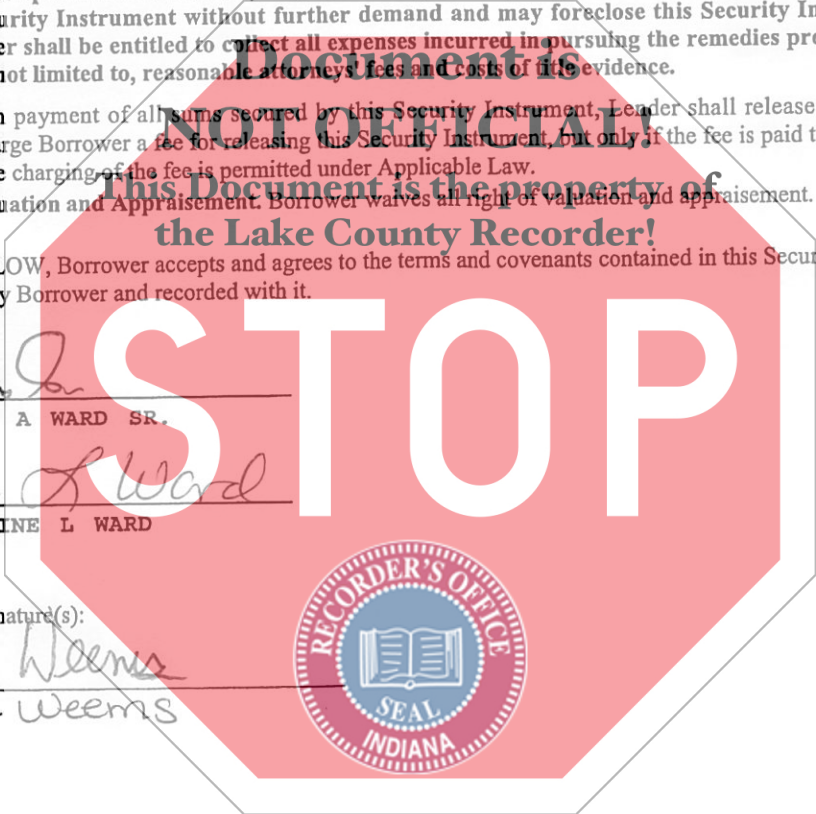 urity Instrument without further demand and may foreclose this Security In
er shall be entitled to collect all expenses incurred in pursuing the remedies pro
not limited to, reasonable attorneys' fees and costs of title evidence.
Document is
n payment of all sums secured by this Security Instrument, Lender shall release
NOT OFFICIAL!
rge Borrower a fee for releasing this Security Instrument, but only if the fee is paid t
e charging of the fee is permitted under Applicable Law.
This Document is the property of
uation and Appraisement. Borrower waives all right of valuation and appraisement.
the Lake County Recorder!
LOW, Borrower accepts and agrees to the terms and covenants contained in this Secur
y Borrower and recorded with it.
STOP
A WARD SR.
L Ward
INE L WARD
nature(s):
Weems
Weems
RECORDER'S OFFICE
SEAL
INDIANA